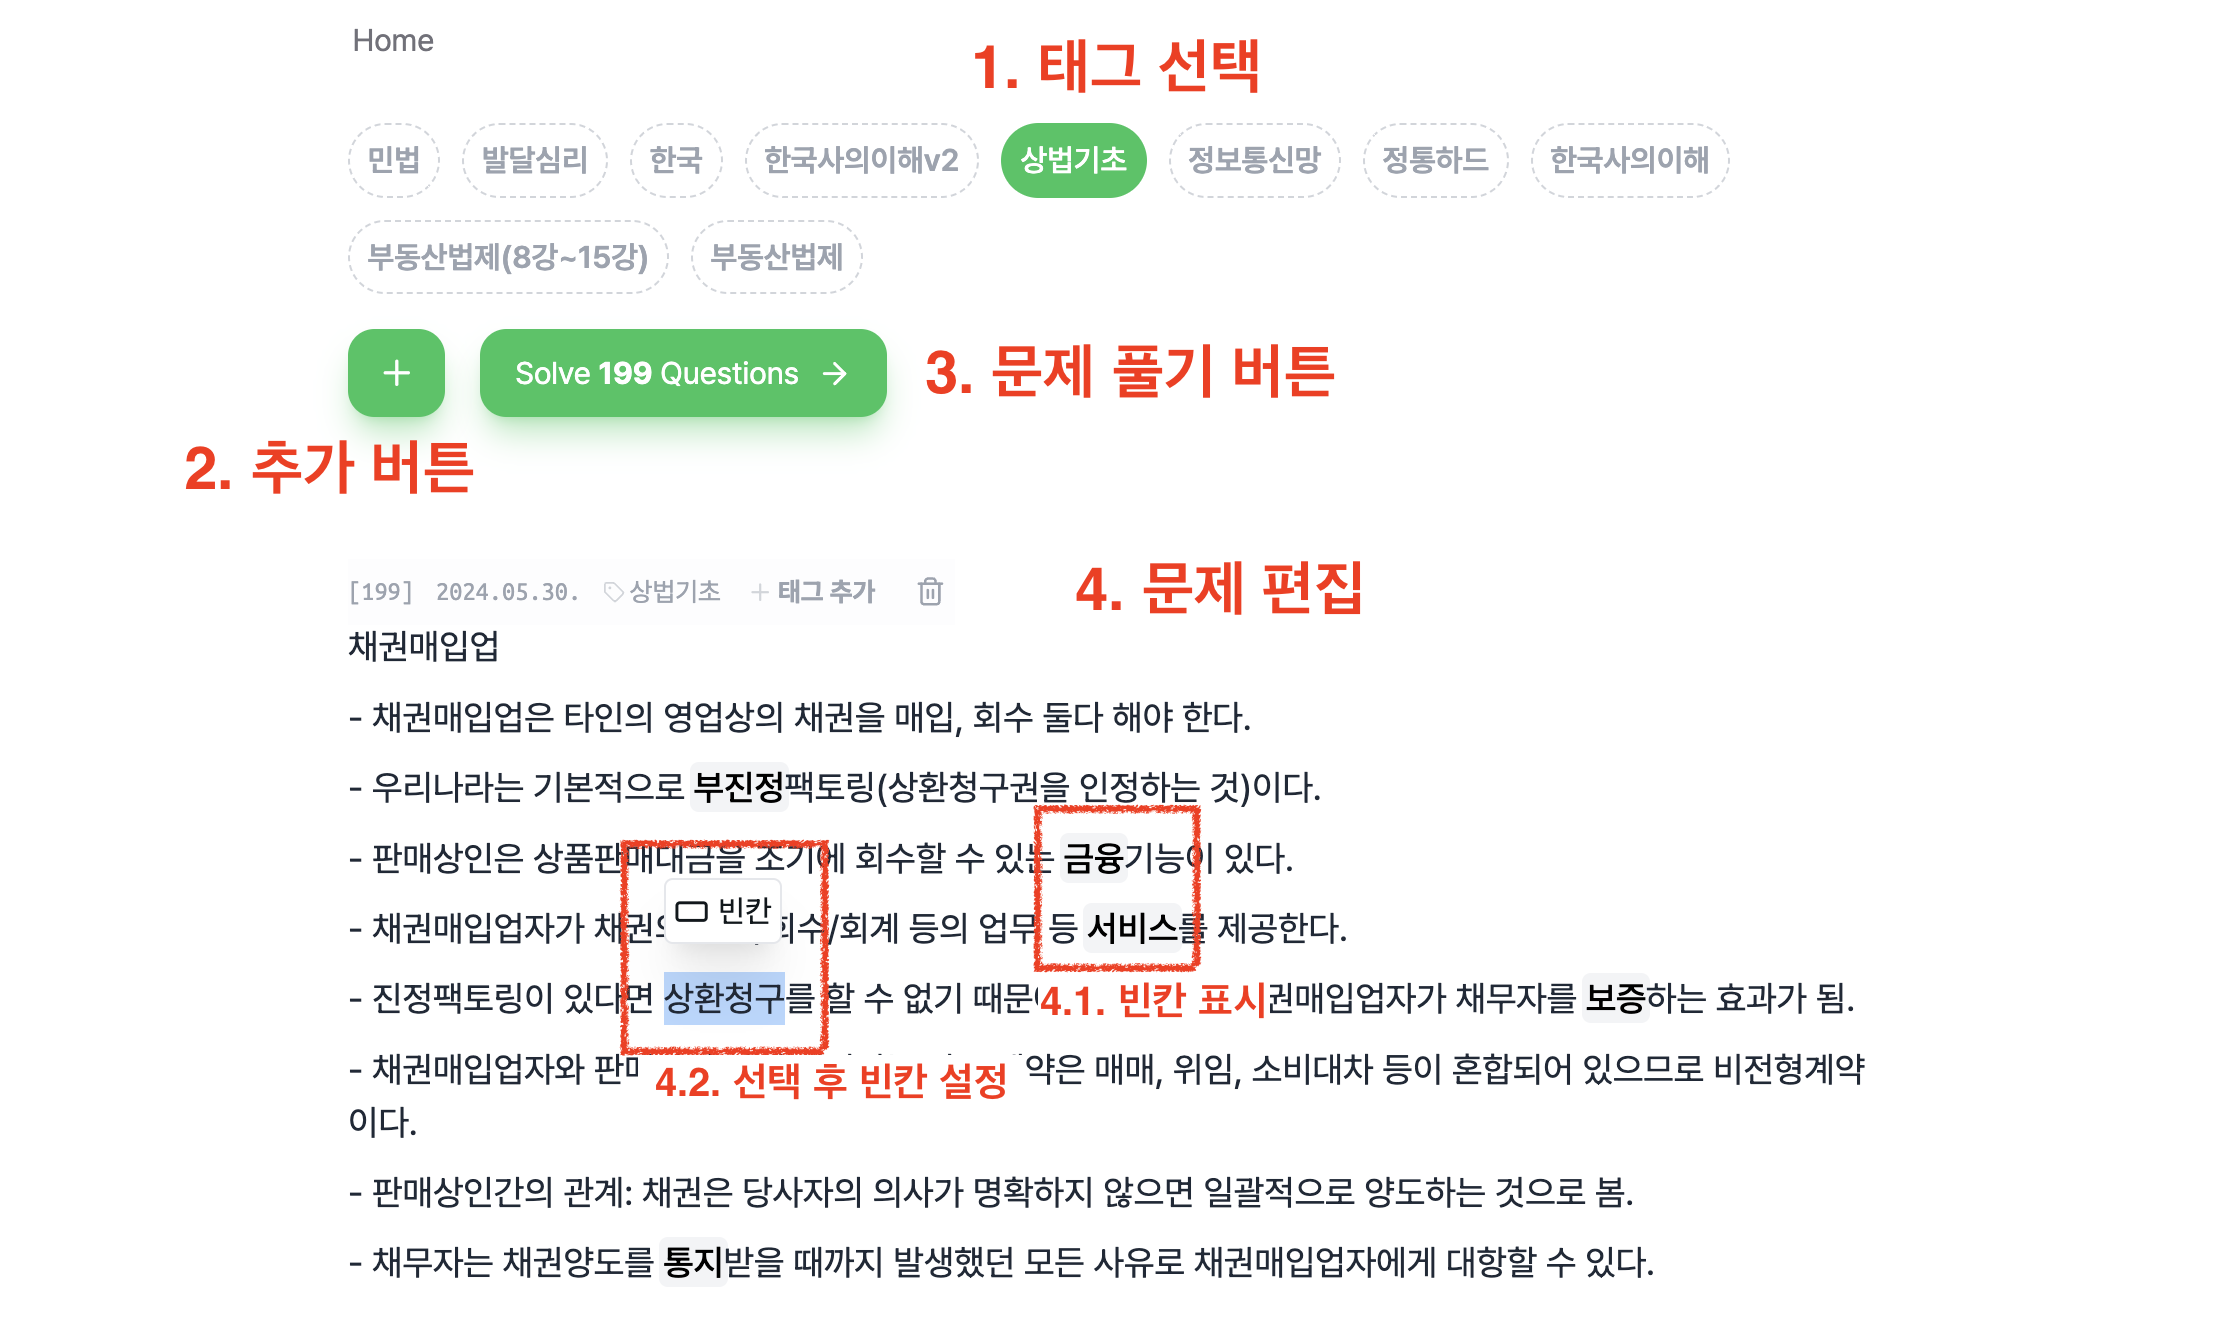 Home
1. 태그 선택
민법 발달심리 한국 한국사의이해v2 상법기초 정보통신망 정통하드 한국사의이해
부동산법제(8강~15강) 부동산법제
+ Solve 199 Questions →
3. 문제 풀기 버튼
2. 추가 버튼
[199] 2024.05.30. 상법기초 + 태그 추가
4. 문제 편집
채권매입업
- 채권매입업은 타인의 영업상의 채권을 매입, 회수 둘다 해야 한다.
- 우리나라는 기본적으로 부진정팩토링(상환청구권을 인정하는 것)이다.
- 판매상인은 상품판매대금을 조기에 회수할 수 있는 금융기능이 있다.
빈칸
- 채권매입업자가 회수/회계 등의 업무 등 서비스를 제공한다.
- 진정팩토링이 있다면 상환청구를 할 수 없기 권매입업자가 채무자를 보증하는 효과가 됨.
4.1. 빈칸 표시
- 채권매입업자와 약은 매매, 위임, 소비대차 등이 혼합되어 있으므로 비전형계약
4.2. 선택 후 빈칸 설정
이다.
- 판매상인간의 관계: 채권은 당사자의 의사가 명확하지 않으면 일괄적으로 양도하는 것으로 봄.
- 채무자는 채권양도를 통지받을 때까지 발생했던 모든 사유로 채권매입업자에게 대항할 수 있다.